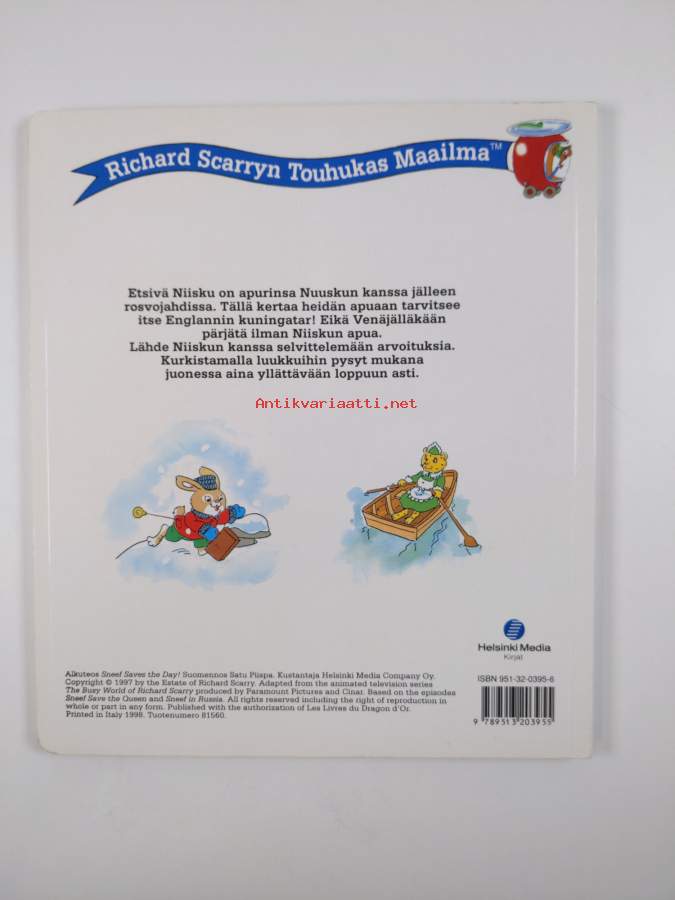 Richard Scarryn Touhukas Maailma™
Etsivä Niisku on apurinsa Nuuskun kanssa jälleen
rosvojahdissa. Tällä kertaa heidän apuaan tarvitsee
itse Englannin kuningatar! Eikä Venäjälläkään
pärjätä ilman Niiskun apua.
Lähde Niiskun kanssa selvittelemään arvoituksia.
Kurkistamalla luukkuihin pysyt mukana
juonessa aina yllättävään loppuun asti.
Antikvariaatti.net
Helsinki Media
Kirjat
Alkuteos Sneef Saves the Day! Suomennos Satu Piispa. Kustantaja Helsinki Media Company Oy.
Copyright © 1997 by the Estate of Richard Scarry. Adapted from the animated television series
The Busy World of Richard Scarry produced by Paramount Pictures and Cinar. Based on the episodes
Sneef Save the Queen and Sneef in Russia. All rights reserved including the right of reproduction in
whole or part in any form. Published with the authorization of Les Livres du Dragon d'Or.
Printed in Italy 1998. Tuotenumero 81560.
ISBN 951-32-0395-6
9 789513 203955